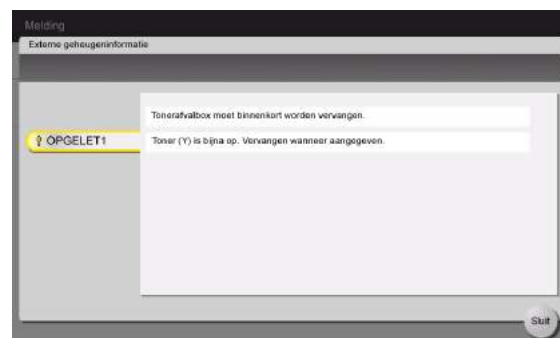 Melding
Externe geheugeninformatie
Tonerafvalbox moet binnenkort worden vervangen.
OPGELET1
Toner (Y) is bijna op. Vervangen wanneer aangegeven.
Sluit